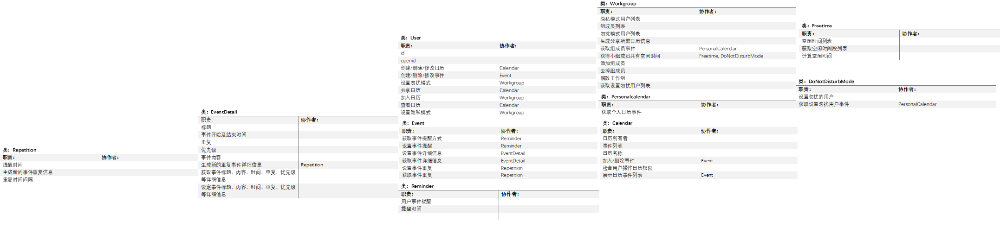 类：Repetition
职责： 协作者：
提醒时间
生成新的事件重复信息
重复时间间隔
类：EventDetail
职责： 协作者：
标题
事件开始及结束时间
重复
优先级
事件内容
生成新的重复事件详细信息 Repetition
获取事件标题、内容、时间、重复、优先级
等详细信息
设定事件标题、内容、时间、重复、优先级
等详细信息
类：User
职责： 协作者：
id
openid
创建/删除/修改日历 Calendar
创建/删除/修改事件 Event
设置勿扰模式 Workgroup
共享日历 Calendar
加入日历 Workgroup
查看日历 Calendar
设置隐私模式 Workgroup
类：Event
职责： 协作者：
获取事件提醒方式 Reminder
设置事件提醒 Reminder
设置事件详细信息 EventDetail
获取事件详细信息 EventDetail
设置事件重复 Repetition
获取事件重复 Repetition
类：Reminder
职责： 协作者：
用户事件提醒
提醒时间
类：Workgroup
职责： 协作者：
隐私模式用户列表
组成员列表
勿扰模式用户列表
生成分享所需日历信息
获取组成员事件 PersonalCalendar
获得小组成员共有空闲时间 Freetime, DoNotDisturbMode
添加组成员
去掉组成员
解散工作组
获取设置勿扰用户列表
类：Personalcalendar
职责： 协作者：
获取个人日历事件
类：Calendar
职责： 协作者：
日历所有者
事件列表
日历名称
加入/删除事件 Event
检查用户操作日历权限
展示日历事件列表 Event
类：Freetime
职责： 协作者：
空闲时间列表
获取空闲时间段列表
计算空闲时间
类：DoNotDisturbMode
职责： 协作者：
设置勿扰的用户
获取设置勿扰用户事件 PersonalCalendar